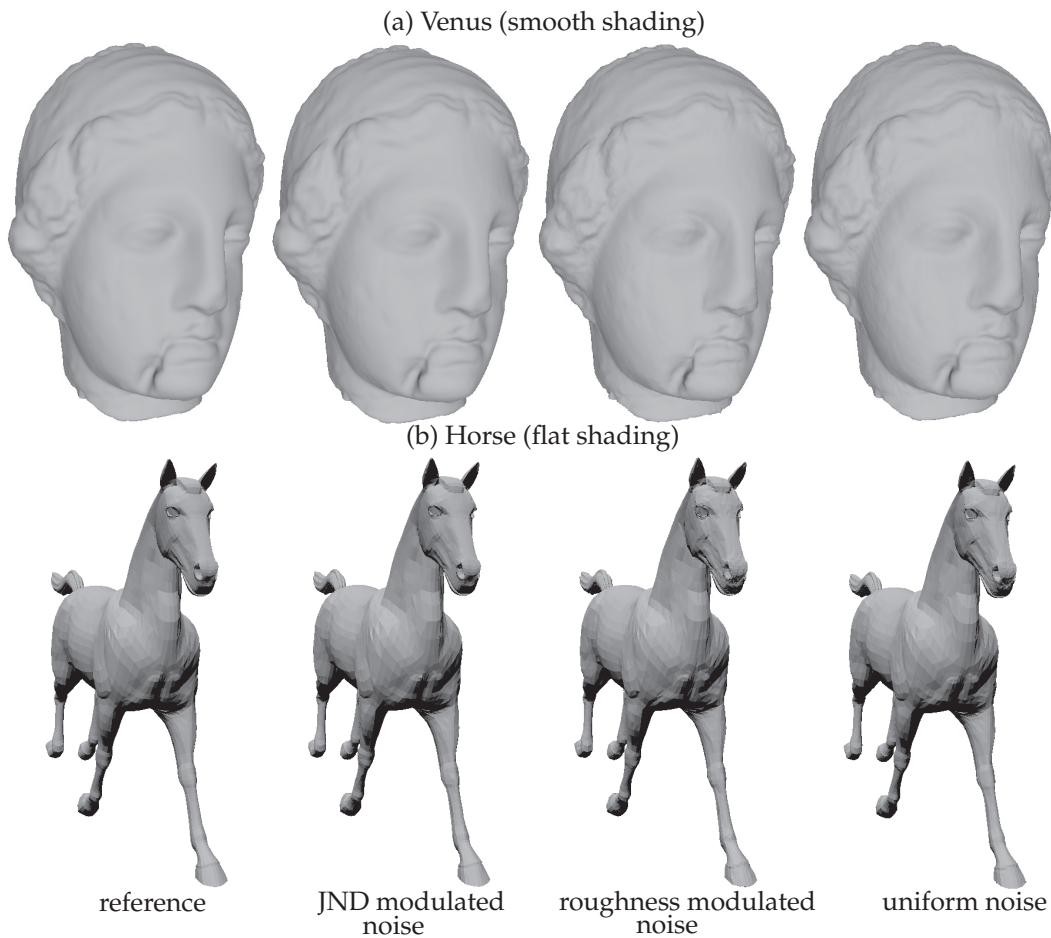 (a) Venus (smooth shading)
(b) Horse (flat shading)
reference
JND modulated
noise
roughness modulated
noise
uniform noise